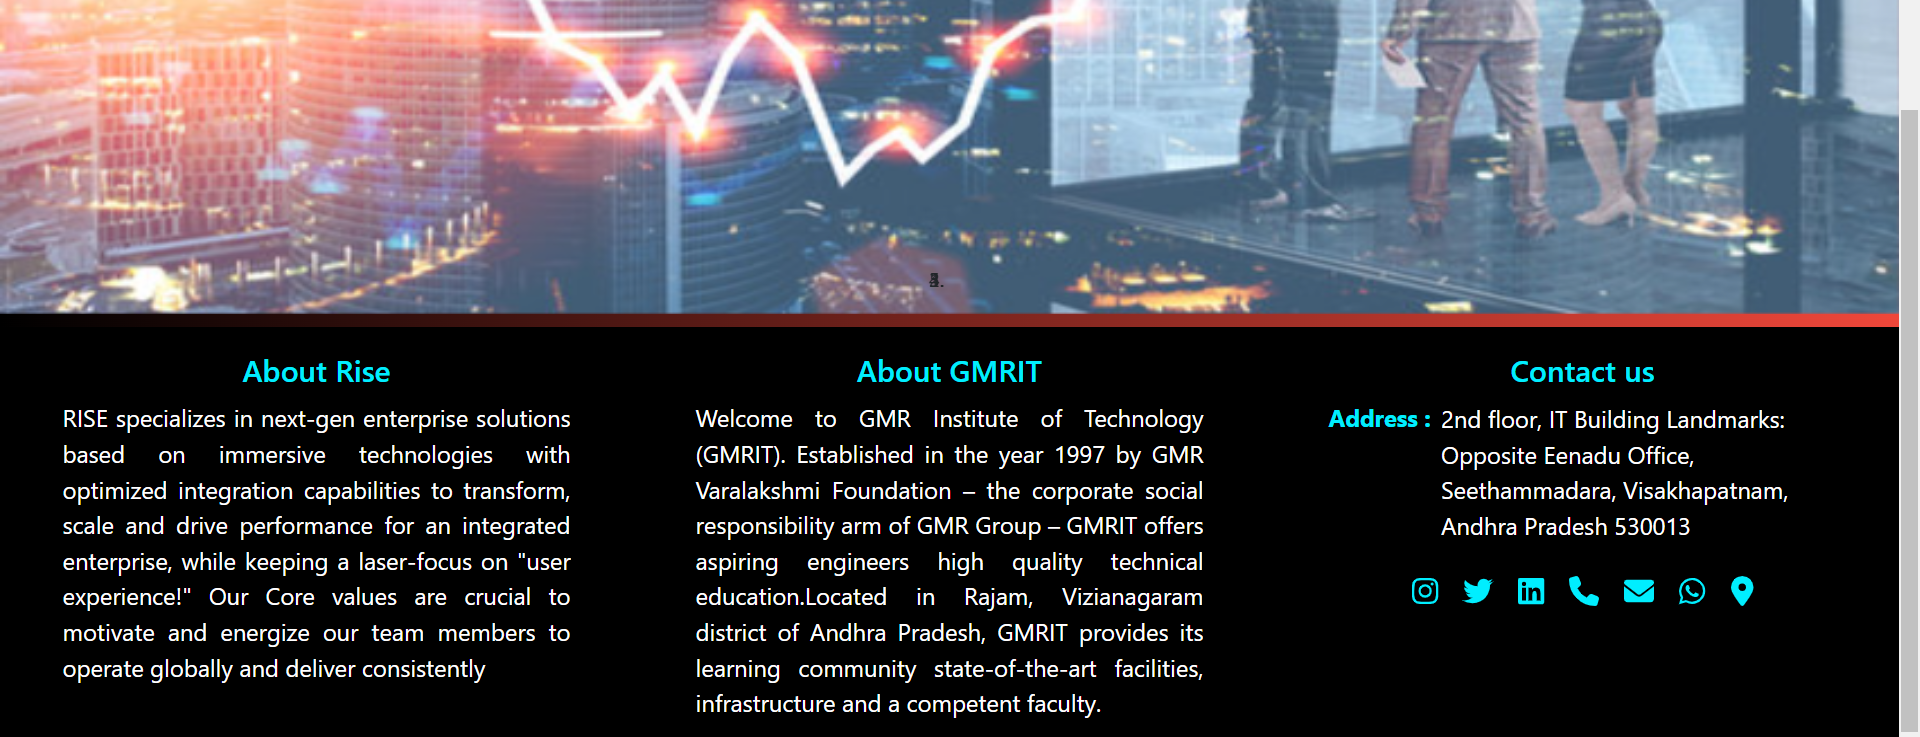 About Rise
RISE specializes in next-gen enterprise solutions
based on immersive technologies with
optimized integration capabilities to transform,
scale and drive performance for an integrated
enterprise, while keeping a laser-focus on "user
experience!" Our Core values are crucial to
motivate and energize our team members to
operate globally and deliver consistently
About GMRIT
Welcome to GMR Institute of Technology
(GMRIT). Established in the year 1997 by GMR
Varalakshmi Foundation – the corporate social
responsibility arm of GMR Group – GMRIT offers
aspiring engineers high quality technical
education.Located in Rajam, Vizianagaram
district of Andhra Pradesh, GMRIT provides its
learning community state-of-the-art facilities,
infrastructure and a competent faculty.
Contact us
Address : 2nd floor, IT Building Landmarks:
Opposite Eenadu Office,
Seethammadara, Visakhapatnam,
Andhra Pradesh 530013